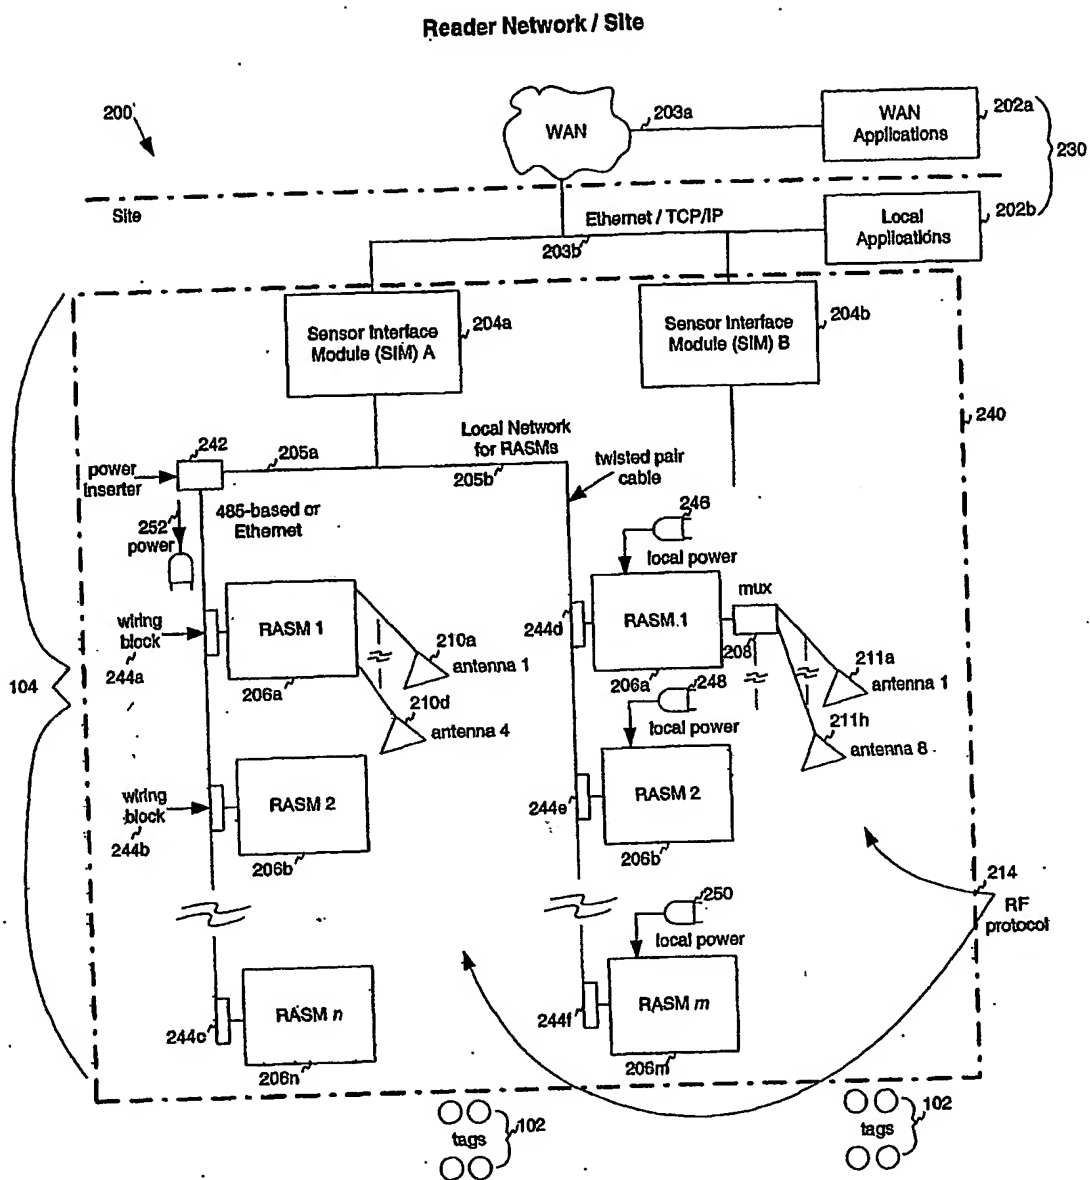 Reader Network / Site
200
WAN
203a
WAN
Applications
202a
230
Site
Ethernet / TCP/IP
203b
Local
Applications
202b
Sensor Interface
Module (SIM) A
204a
Sensor Interface
Module (SIM) B
204b
240
242
205a
Local Network
for RASMs
205b
twisted pair
cable
power
inserter
485-based or
Ethernet
252
power
246
local power
mux
wiring
block
244a
RASM 1
206a
210a
antenna 1
210d
antenna 4
244d
RASM 1
206a
208
211a
antenna 1
211h
antenna 8
104
248
local power
wiring
block
244b
RASM 2
206b
244e
RASM 2
206b
214
RF
protocol
250
local power
244c
RASM n
206n
244f
RASM m
206m
tags
102
tags
102